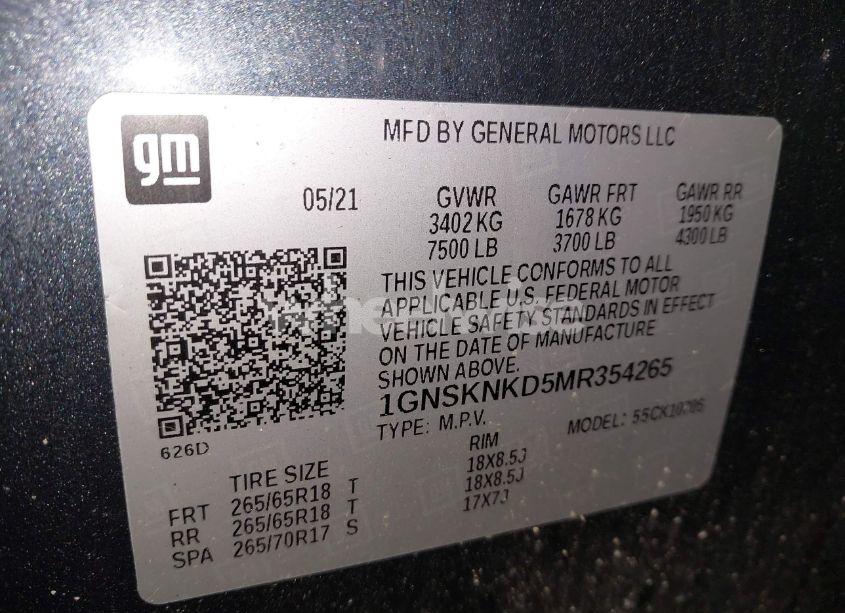 gm
MFD BY GENERAL MOTORS LLC
05/21 GVWR GAWR FRT GAWR RR
3402 KG 1678 KG 1950 KG
7500 LB 3700 LB 4300 LB
THIS VEHICLE CONFORMS TO ALL
APPLICABLE U.S. FEDERAL MOTOR
VEHICLE SAFETY STANDARDS IN EFFECT
ON THE DATE OF MANUFACTURE
SHOWN ABOVE.
1GNSKNKD5MR354265
TYPE: M.P.V. MODEL: 55CK10706
626D
TIRE SIZE RIM
FRT 265/65R18 T 18X8.5J
RR 265/65R18 T 18X8.5J
SPA 265/70R17 S 17X7J